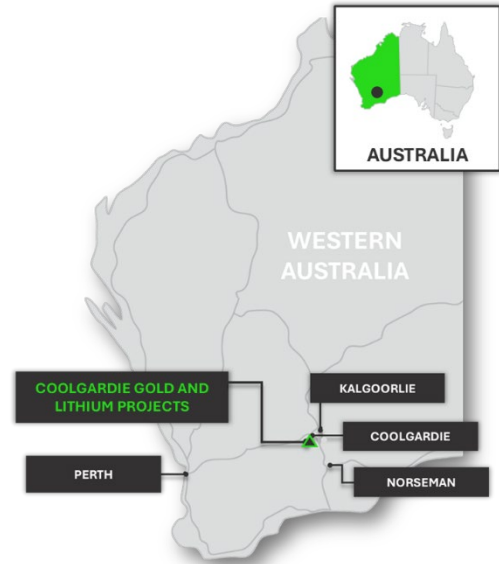 AUSTRALIA
WESTERN
AUSTRALIA
COOLGARDIE GOLD AND
LITHIUM PROJECTS
KALGOORLIE
COOLGARDIE
PERTH
NORSEMAN